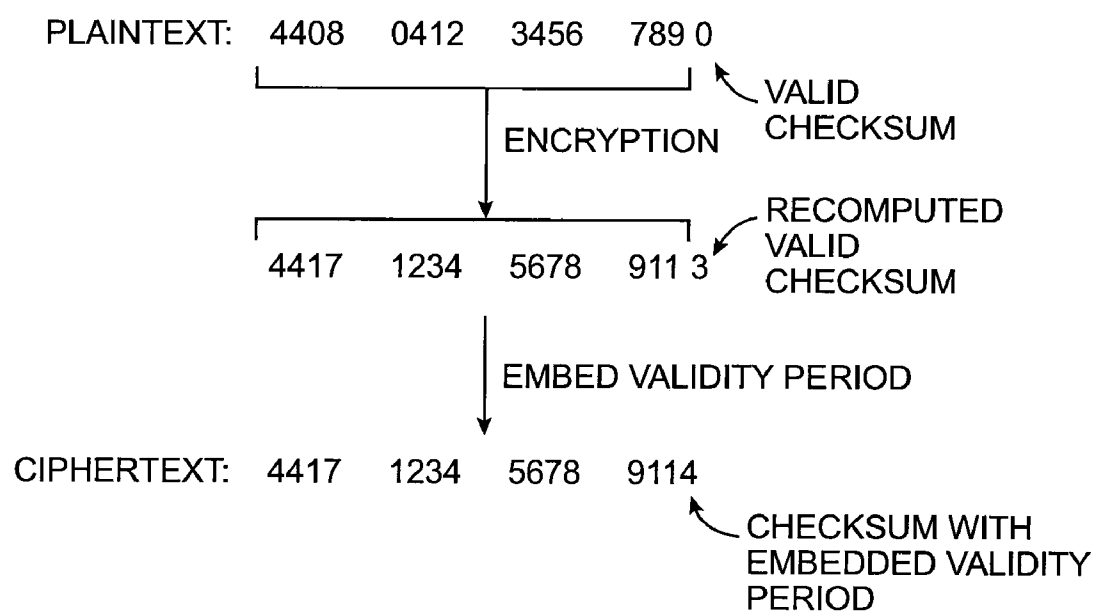 PLAINTEXT: 4408 0412 3456 789 0
VALID
CHECKSUM
ENCRYPTION
RECOMPUTED
VALID
CHECKSUM
4417 1234 5678 911 3
EMBED VALIDITY PERIOD
CIPHERTEXT: 4417 1234 5678 9114
CHECKSUM WITH
EMBEDDED VALIDITY
PERIOD